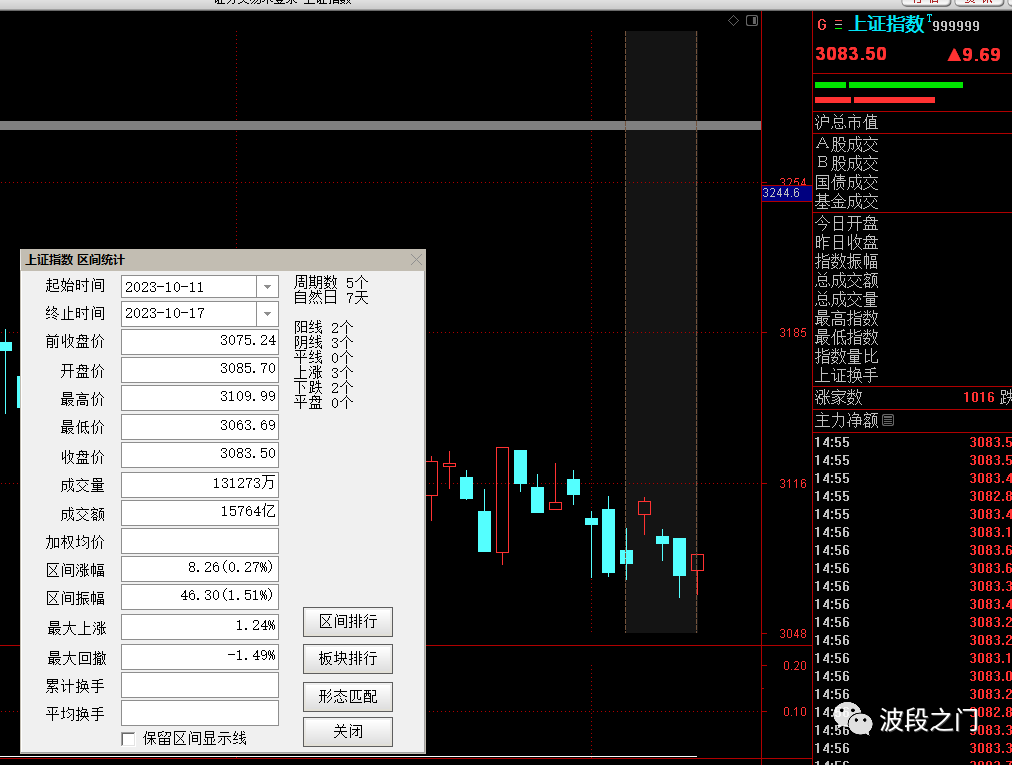 上证指数 区间统计
起始时间 2023-10-11
终止时间 2023-10-17
前收盘价 3075.24
开盘价 3085.70
最高价 3109.99
最低价 3063.69
收盘价 3083.50
成交量 131273万
成交额 15764亿
加权均价
区间涨幅 8.26(0.27%)
区间振幅 46.30(1.51%)
最大上涨 1.24%
最大回撤 -1.49%
累计换手
平均换手
保留区间显示线
周期数 5个
自然日 7天
阳线 2个
阴线 3个
平线 0个
上涨 3个
下跌 2个
平盘 0个
区间排行
板块排行
形态匹配
关闭
3254
3244.6
3185
3116
3048
0.20
0.10
G 上证指数T 999999
3083.50 ▲9.69
沪总市值
A股成交
B股成交
国债成交
基金成交
今日开盘
昨日收盘
指数振幅
总成交额
总成交量
最高指数
最低指数
指数量比
上证换手
涨家数 1016 跌
主力净额
14:55 3083.5
14:55 3083.5
14:55 3083.4
14:55 3082.8
14:55 3083.4
14:56 3083.1
14:56 3083.6
14:56 3083.6
14:56 3083.3
14:56 3083.4
14:56 3083.2
14:56 3083.2
14:56 3083.1
14:56 3083.0
14:56 3083.2
3082.8
14:56 3083.3
14:56 3083.3
波段之门